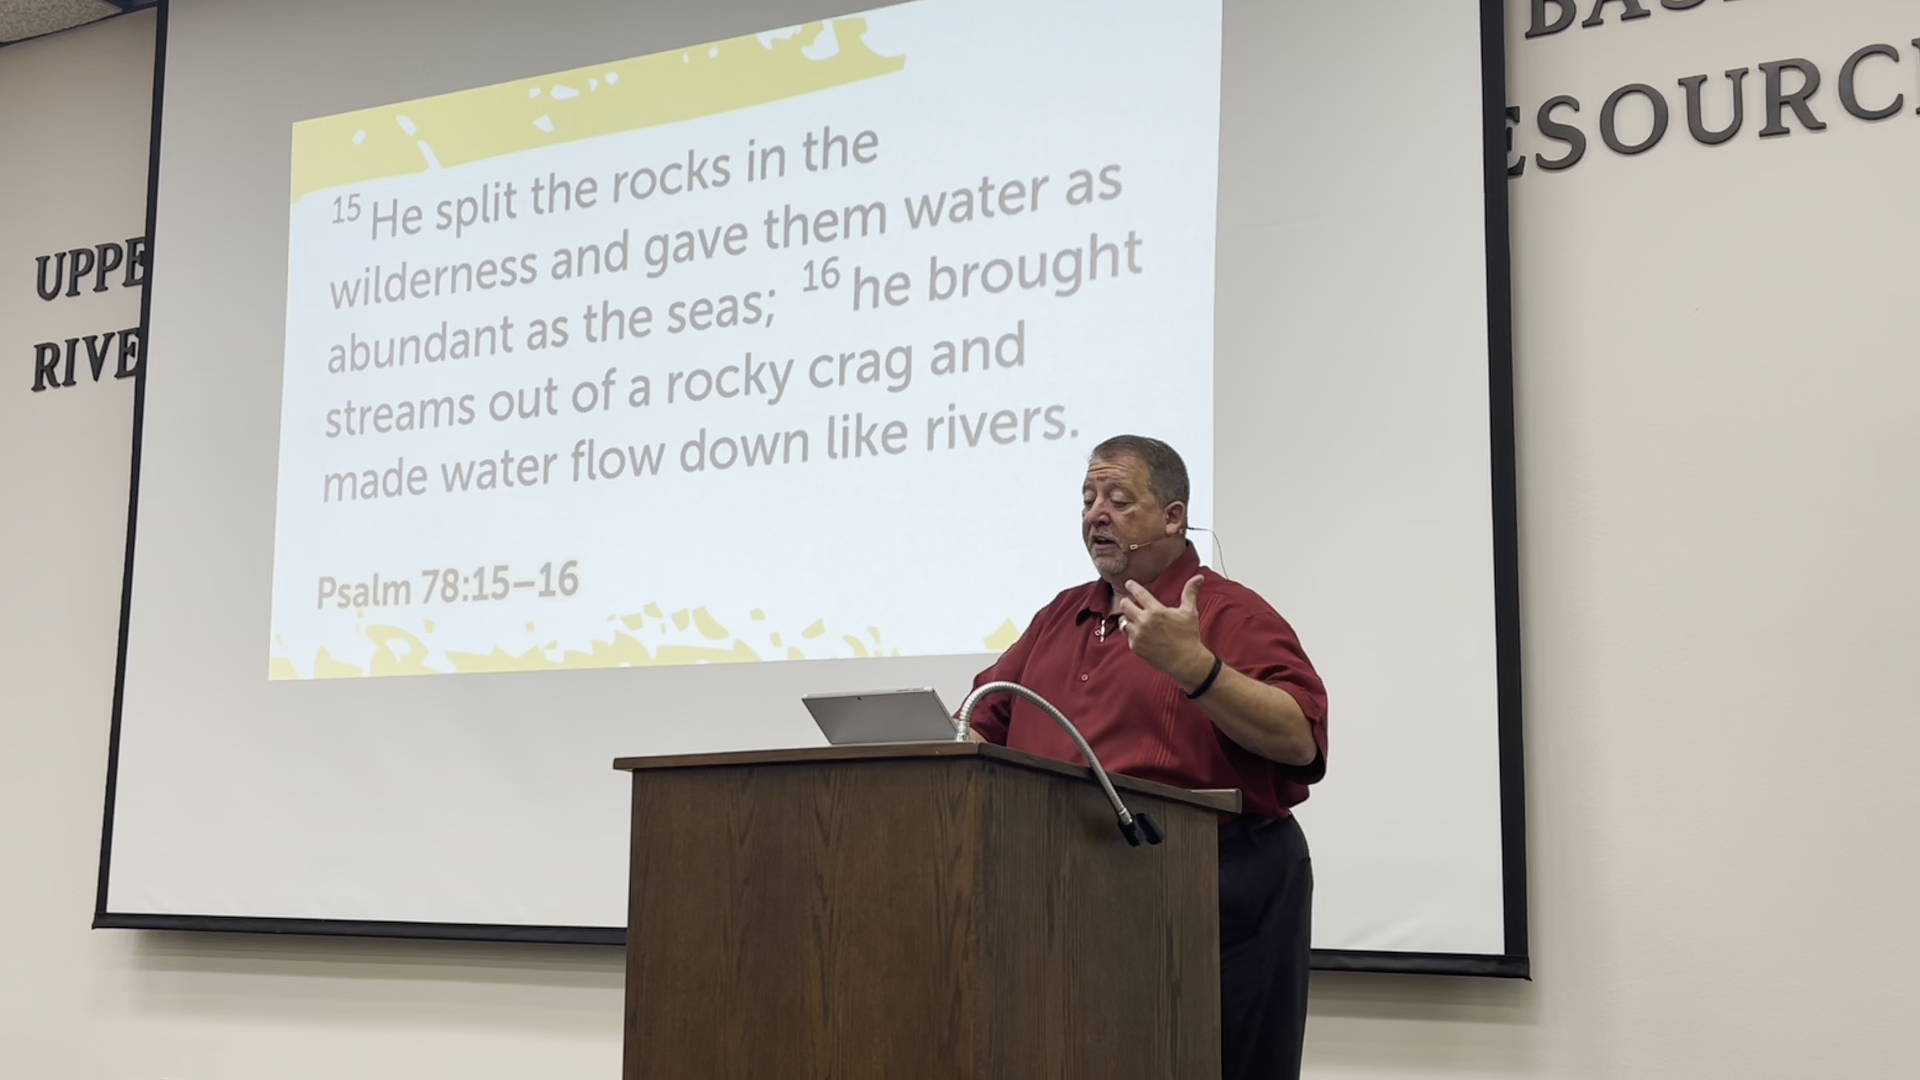 15 He split the rocks in the
wilderness and gave them water as
abundant as the seas; 16 he brought
streams out of a rocky crag and
made water flow down like rivers.
Psalm 78:15–16
UPPE
RIVE
BAS
ESOURC